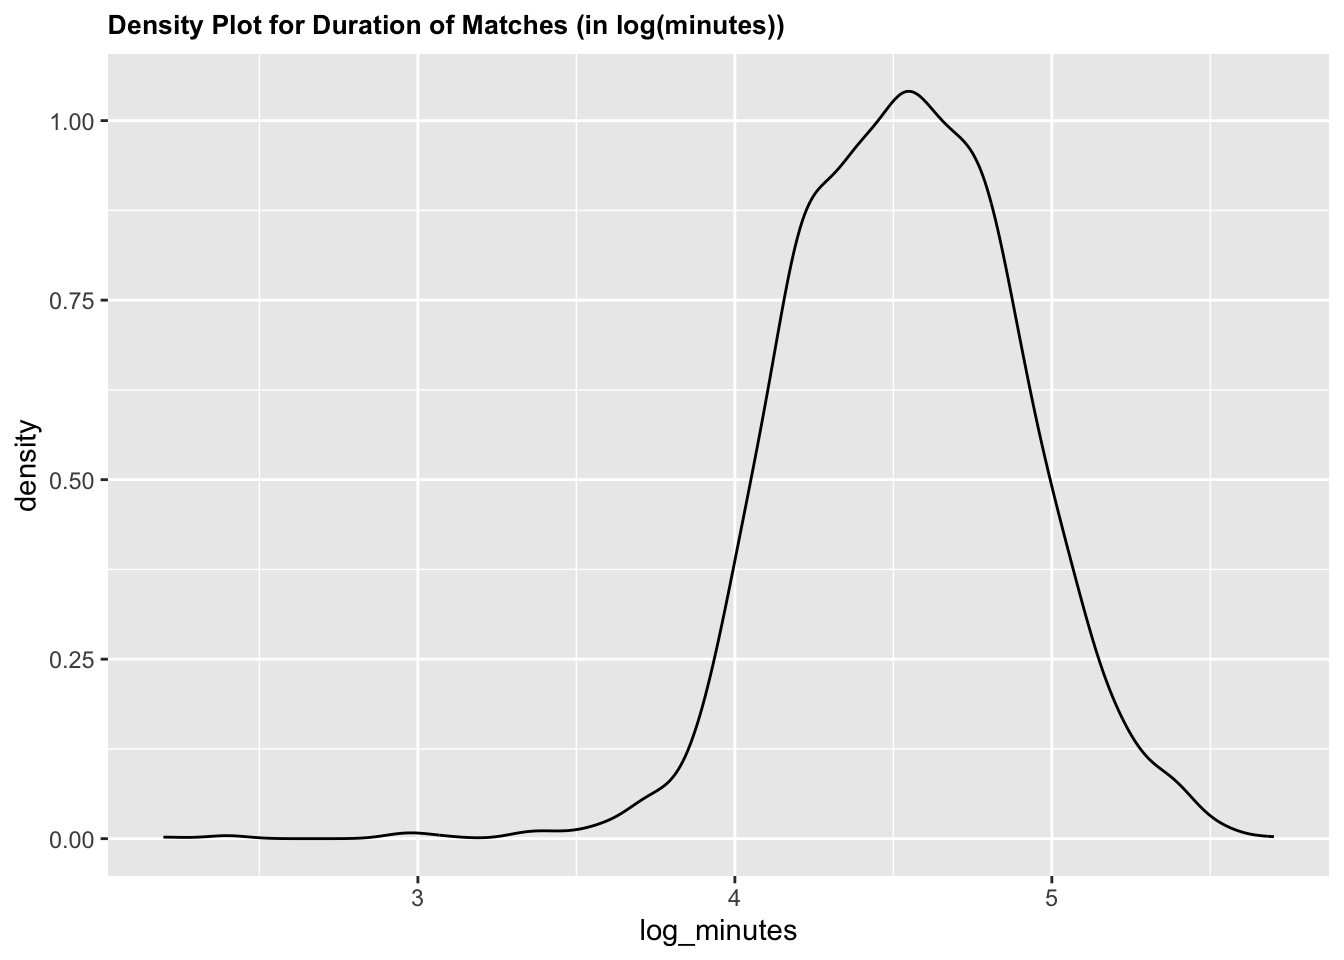 Density Plot for Duration of Matches (in log(minutes))
1.00
0.75
0.50
0.25
0.00
density
3 4 5
log_minutes